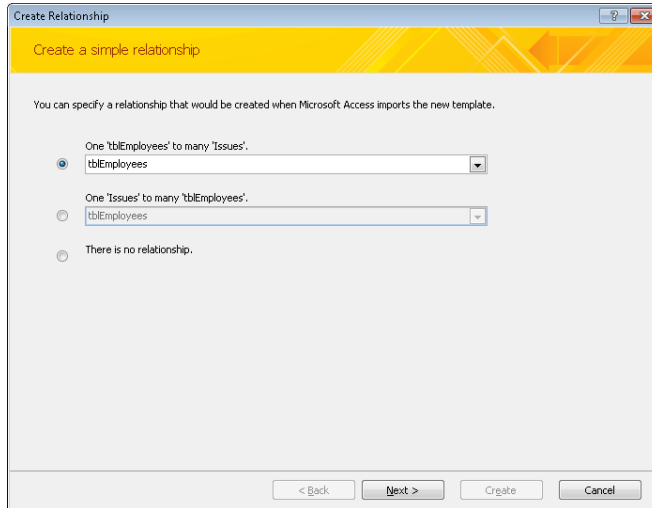 Create Relationship
Create a simple relationship
You can specify a relationship that would be created when Microsoft Access imports the new template.
One 'tblEmployees' to many 'Issues'.
tblEmployees
One 'Issues' to many 'tblEmployees'.
tblEmployees
There is no relationship.
< Back Next > Create Cancel